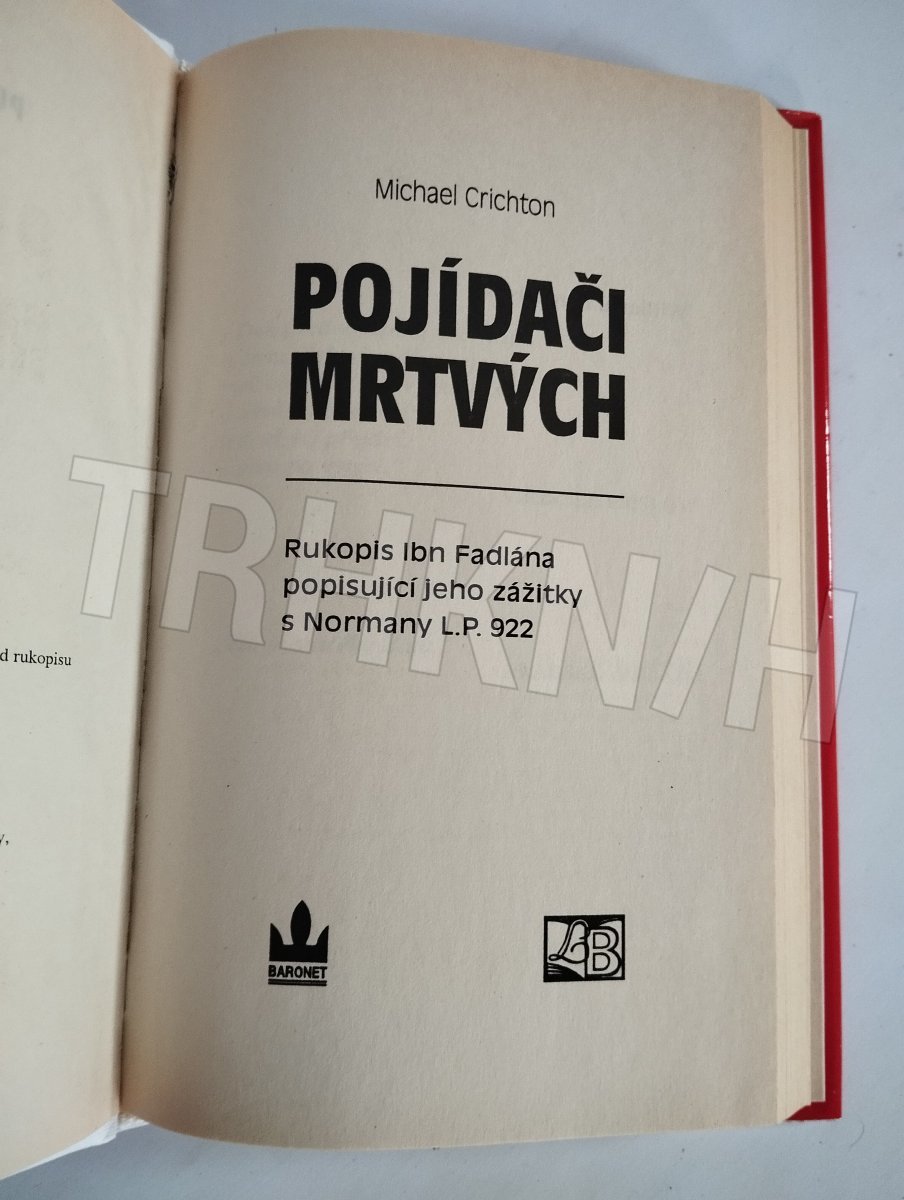 d rukopisu
y,
Michael Crichton
POJÍDAČI
MRTVÝCH
Rukopis Ibn Fadlána
popisující jeho zážitky
s Normany L.P. 922
BARONET
LB
TRHKNIH